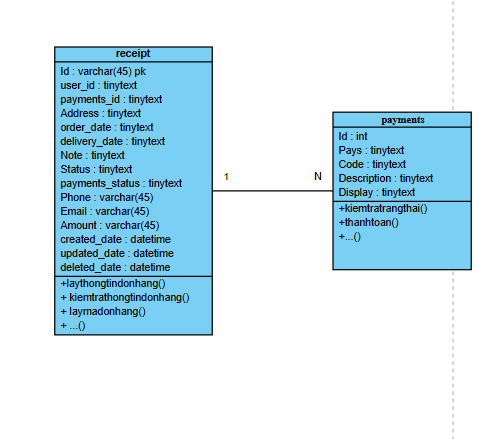 receipt
Id : varchar(45) pk
user_id : tinytext
payments_id : tinytext
Address : tinytext
order_date : tinytext
delivery_date : tinytext
Note : tinytext
Status : tinytext
payments_status : tinytext
Phone : varchar(45)
Email : varchar(45)
Amount : varchar(45)
created_date : datetime
updated_date : datetime
deleted_date : datetime
+laythongtindonhang()
+ kiemtrathongtindonhang()
+ laymadonhang()
+ ...()
1
N
payments
Id : int
Pays : tinytext
Code : tinytext
Description : tinytext
Display : tinytext
+kiemtratrangthai()
+thanhtoan()
+...()